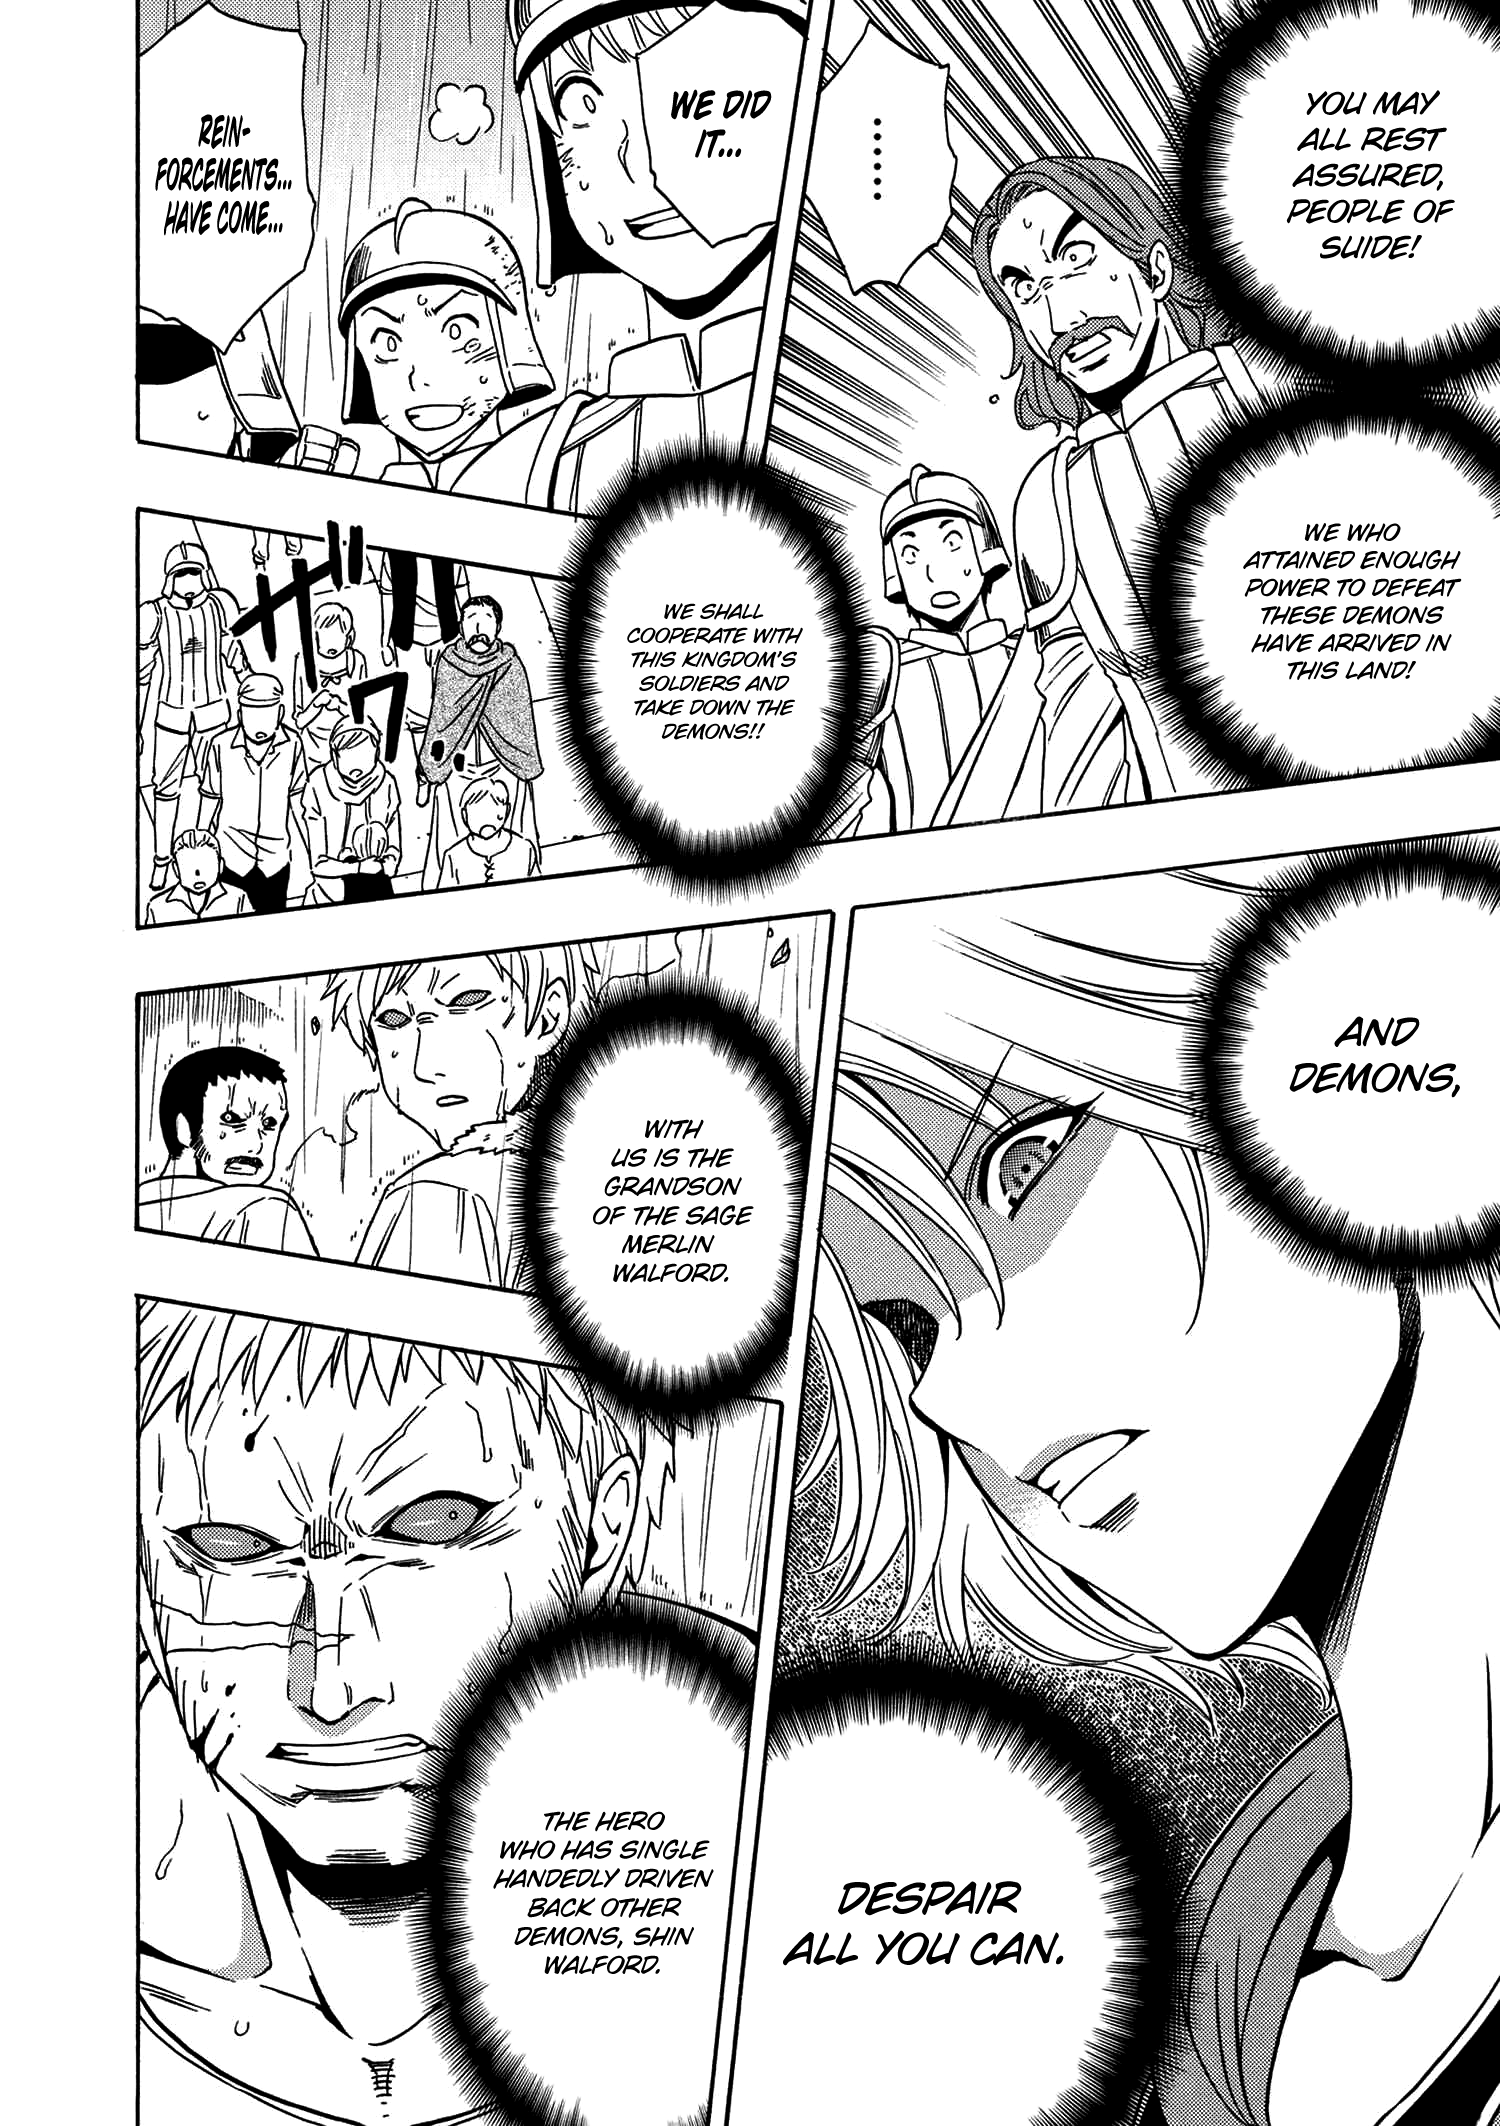 YOU MAY
ALL REST
ASSURED,
PEOPLE OF
SUIDE!
WE WHO
ATTAINED ENOUGH
POWER TO DEFEAT
THESE DEMONS
HAVE ARRIVED IN
THIS LAND!
......
WE DID
IT...
REIN-
FORCEMENTS...
HAVE COME...
WE SHALL
COOPERATE WITH
THIS KINGDOM'S
SOLDIERS AND
TAKE DOWN THE
DEMONS!!
ザワ
AND
DEMONS,
WITH
US IS THE
GRANDSON
OF THE SAGE
MERLIN
WALFORD.
THE HERO
WHO HAS SINGLE
HANDEDLY DRIVEN
BACK OTHER
DEMONS, SHIN
WALFORD.
DESPAIR
ALL YOU CAN.